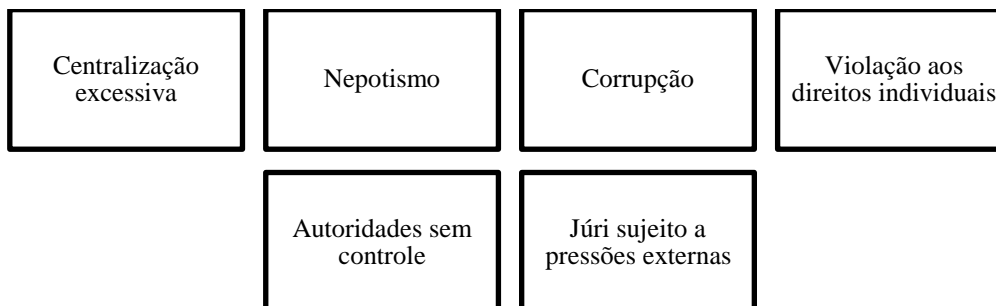 Centralização
excessiva
Nepotismo
Corrupção
Violação aos
direitos individuais
Autoridades sem
controle
Júri sujeito a
pressões externas